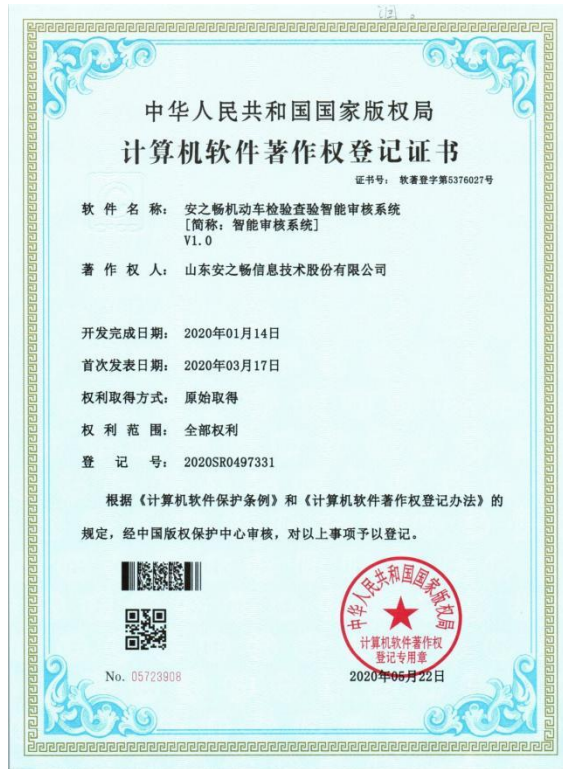 中华人民共和国国家版权局
计算机软件著作权登记证书
证书号： 软著登字第5376027号
软件名称： 安之畅机动车检验查验智能审核系统
[简称：智能审核系统]
V1.0
著作权人： 山东安之畅信息技术股份有限公司
开发完成日期： 2020年01月14日
首次发表日期： 2020年03月17日
权利取得方式： 原始取得
权利范围： 全部权利
登记号： 2020SR0497331
根据《计算机软件保护条例》和《计算机软件著作权登记办法》的
规定，经中国版权保护中心审核，对以上事项予以登记。
中华人民共和国国家版权局
计算机软件著作权
登记专用章
No. 05723908
2020年05月22日